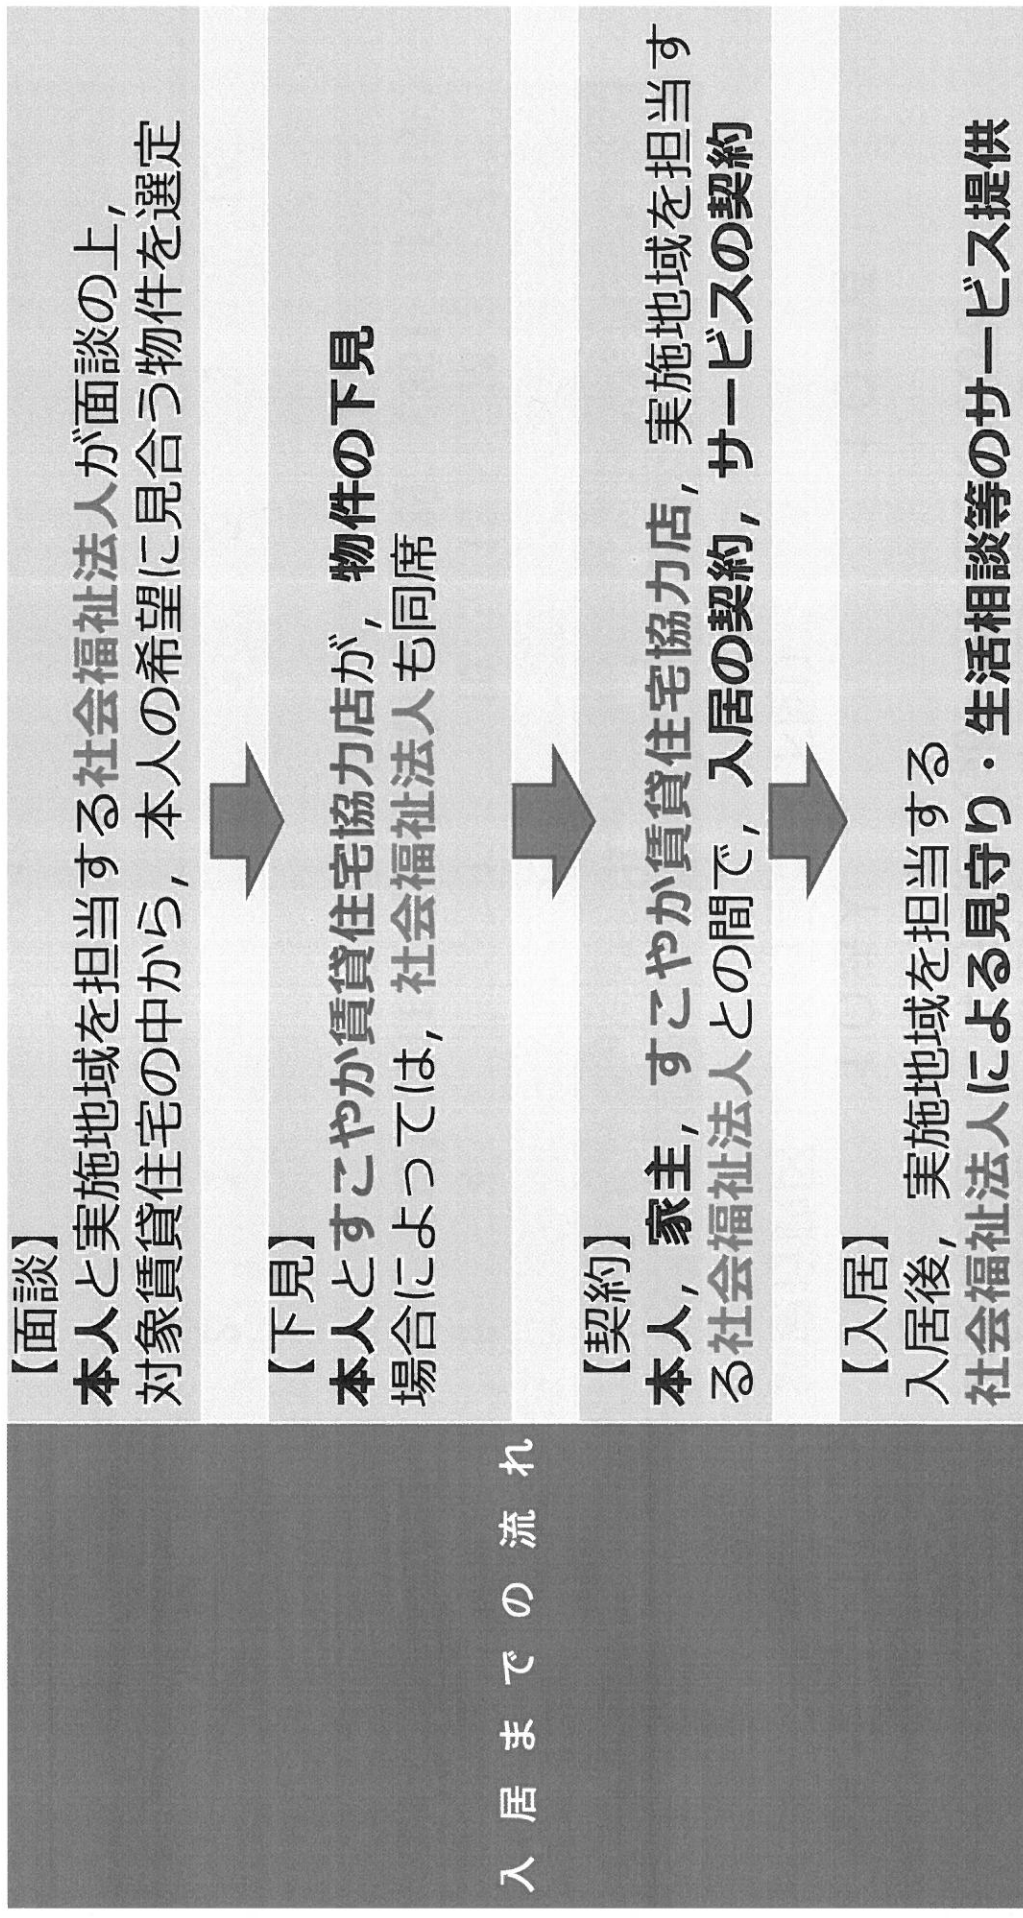 入居までの流れ
【面談】
本人と実施地域を担当する社会福祉法人が面談の上,
対象賃貸住宅の中から,本人の希望に見合う物件を選定
【下見】
本人とすこやか賃貸住宅協力店が,物件の下見
場合によっては,社会福祉法人も同席
【契約】
本人,家主,すこやか賃貸住宅協力店,実施地域を担当す
る社会福祉法人との間で,入居の契約,サービスの契約
【入居】
入居後,実施地域を担当する
社会福祉法人による見守り・生活相談等のサービス提供